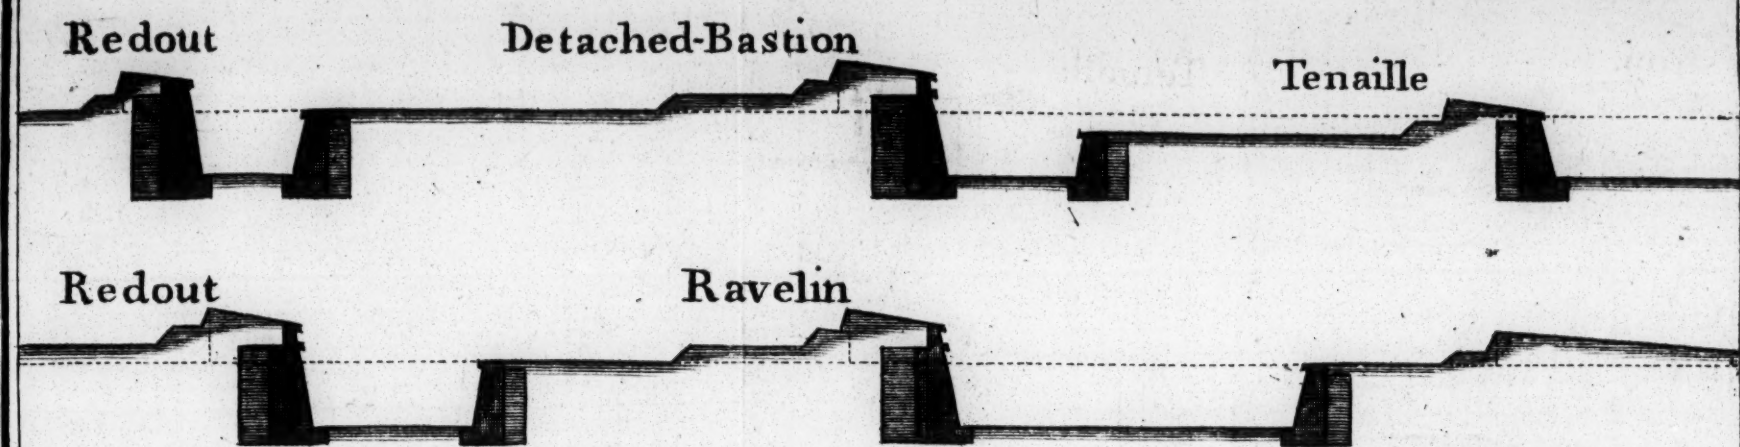 Redout
Detached-Bastion
Tenaille
Redout
Ravelin